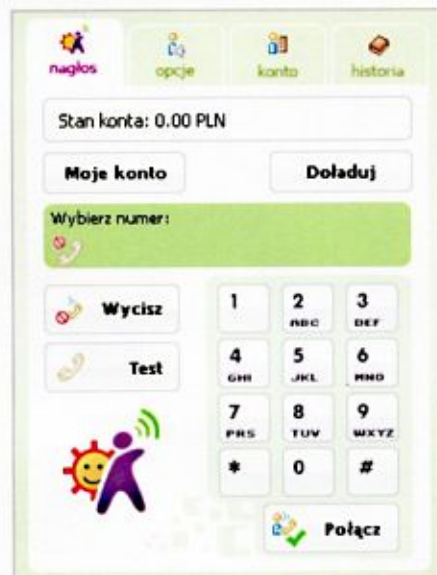 nagłos opcje konto historia
Stan konta: 0.00 PLN
Moje konto Doładuj
Wybierz numer:
Wycisz
Test
1 2 3
ABC DEF
4 5 6
GHI JKL MNO
7 8 9
PRS TUV WXYZ
* 0 #
Połącz